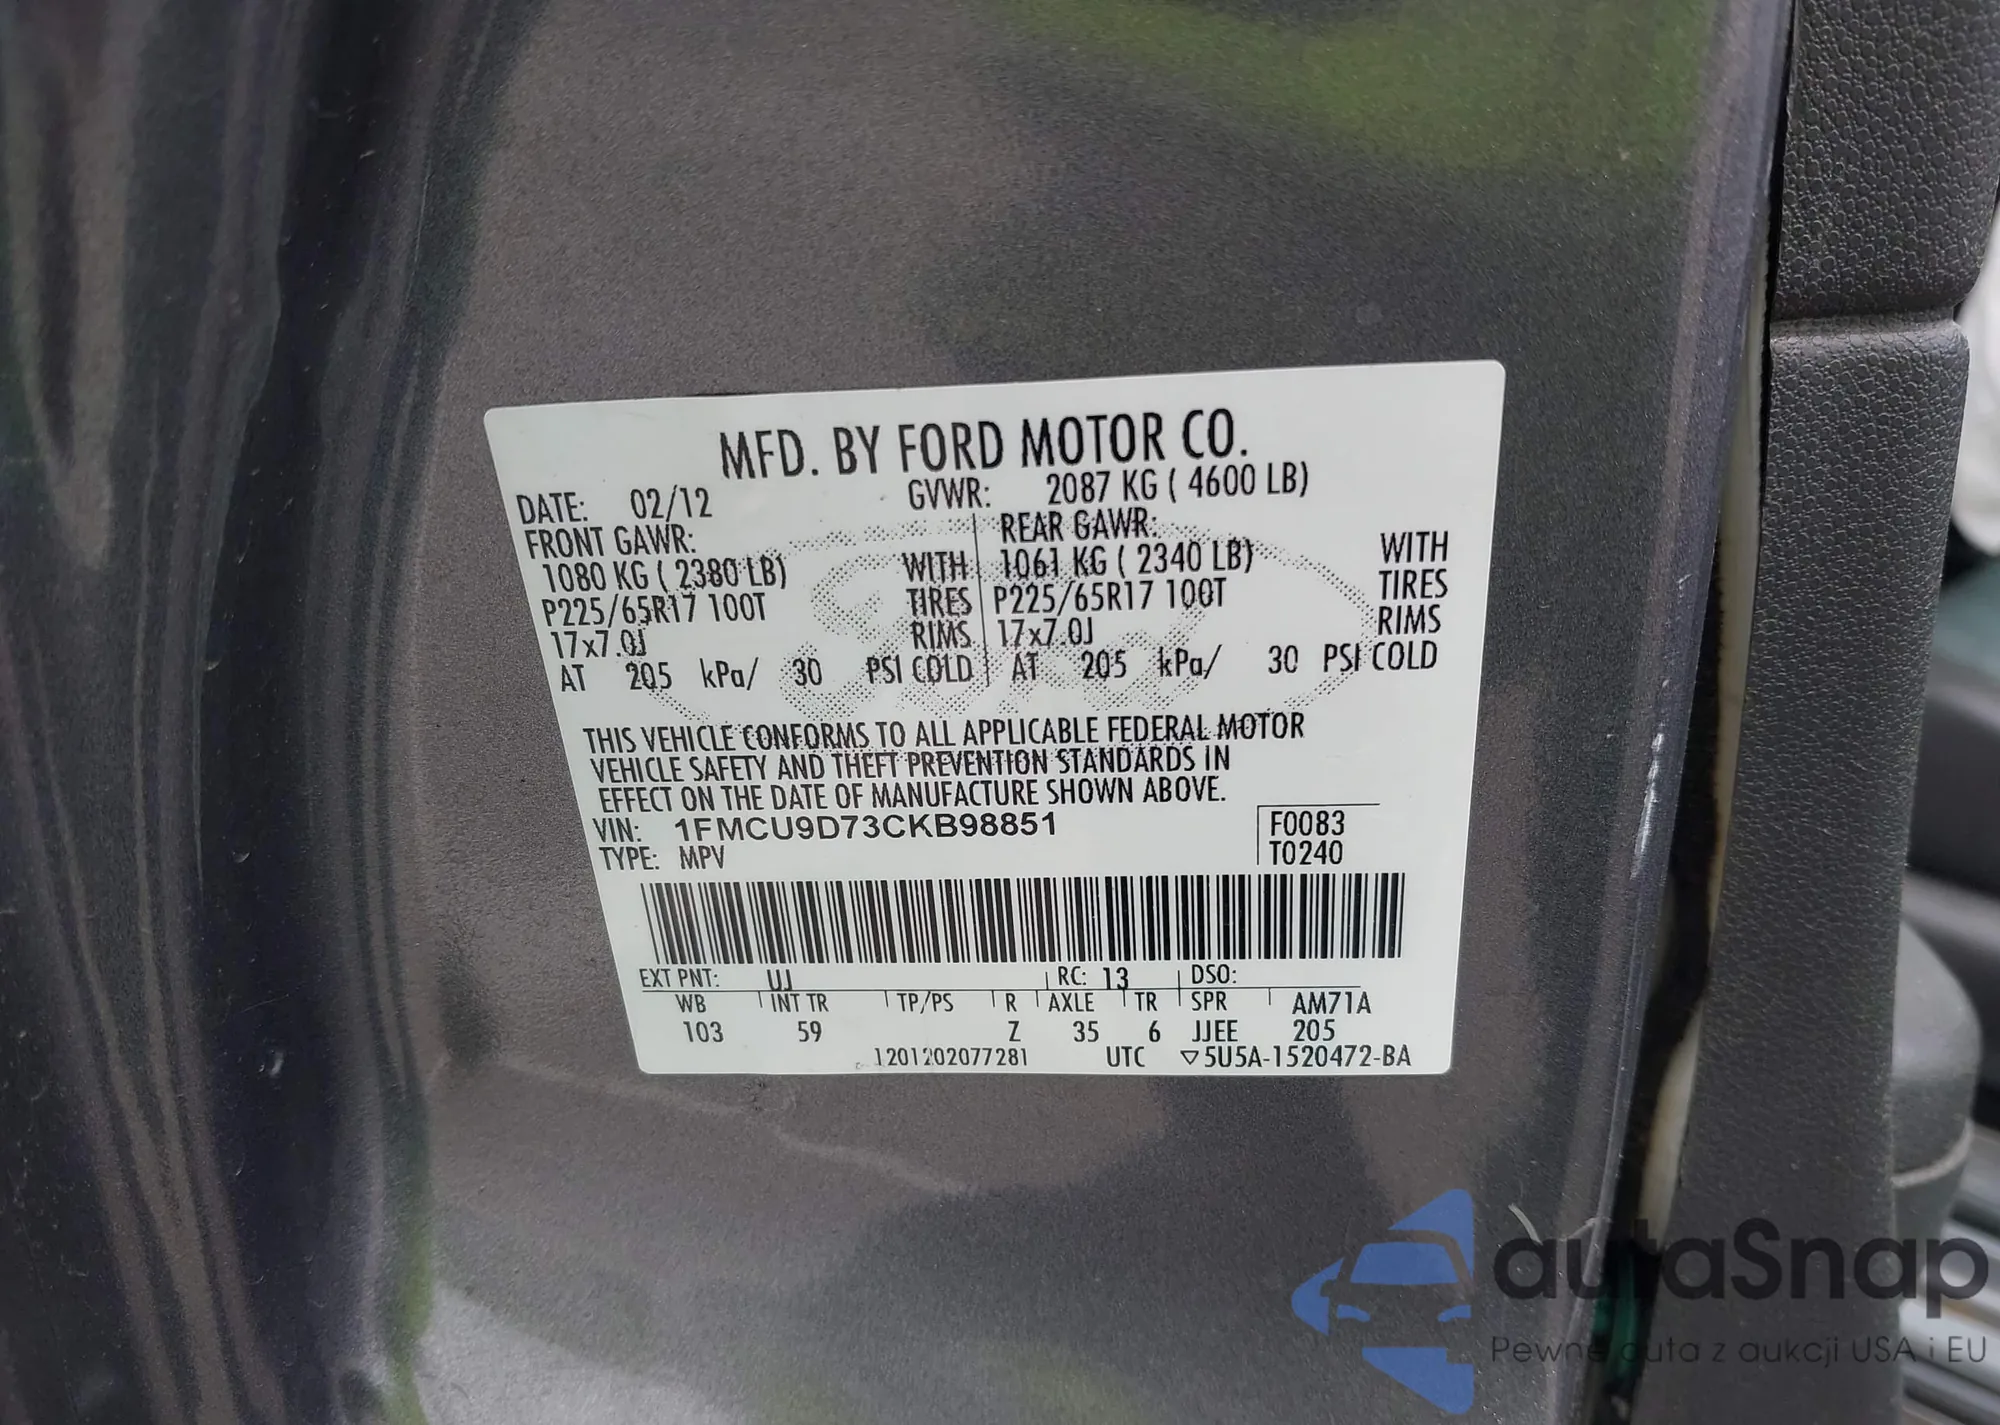 MFD. BY FORD MOTOR CO.
DATE: 02/12 GVWR: 2087 KG ( 4600 LB)
FRONT GAWR: REAR GAWR:
1080 KG ( 2380 LB) WITH 1061 KG ( 2340 LB) WITH
P225/65R17 100T TIRES P225/65R17 100T TIRES
17x7.0J RIMS 17x7.0J RIMS
AT 205 kPa/ 30 PSI COLD AT 205 kPa/ 30 PSI COLD
THIS VEHICLE CONFORMS TO ALL APPLICABLE FEDERAL MOTOR
VEHICLE SAFETY AND THEFT PREVENTION STANDARDS IN
EFFECT ON THE DATE OF MANUFACTURE SHOWN ABOVE.
VIN: 1FMCU9D73CKB98851 F0083
TYPE: MPV T0240
EXT PNT: UJ RC: 13 DSO:
WB INT TR TP/PS R AXLE TR SPR AM71A
103 59 Z 35 6 JJEE 205
1201202077281 UTC ▽5U5A-1520472-BA
autaSnap
Pewne auta z aukcji USA i EU